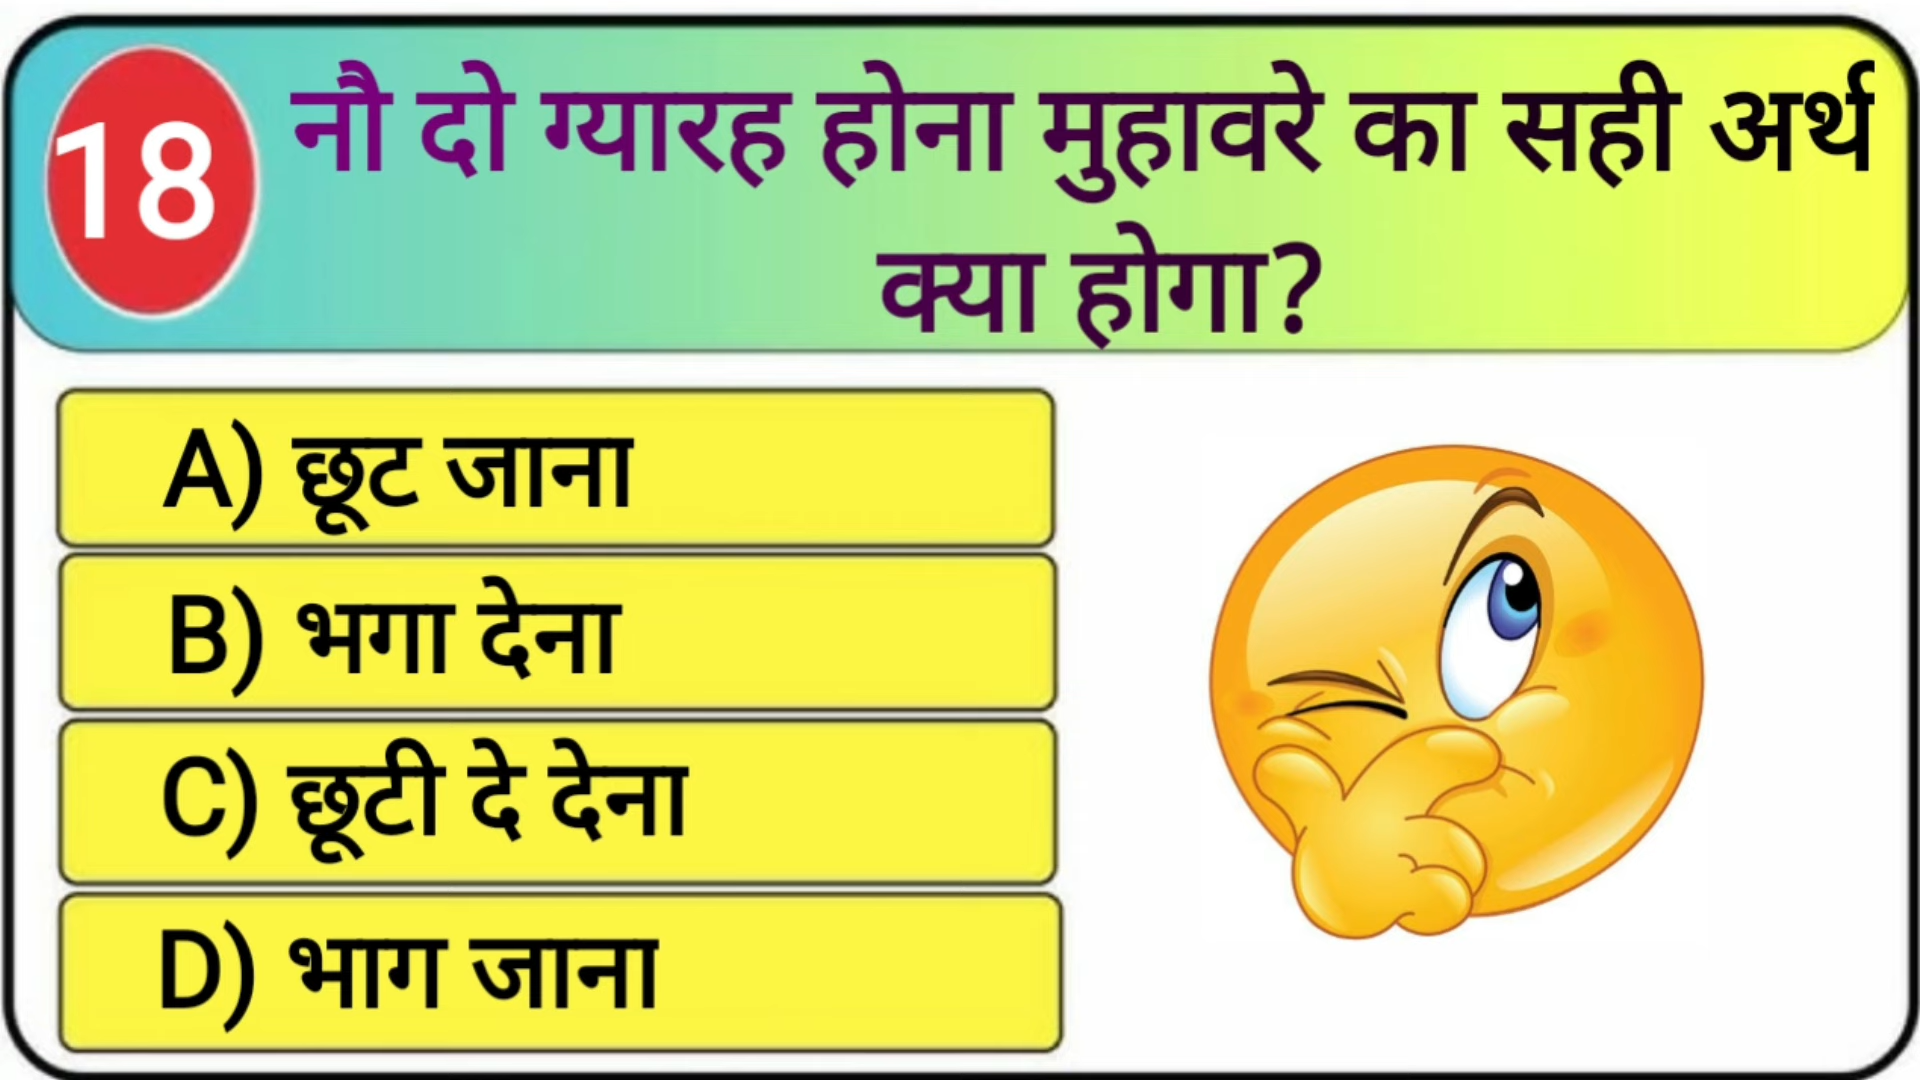 18
नौ दो ग्यारह होना मुहावरे का सही अर्थ
क्या होगा?
A) छूट जाना
B) भगा देना
C) छूटी दे देना
D) भाग जाना